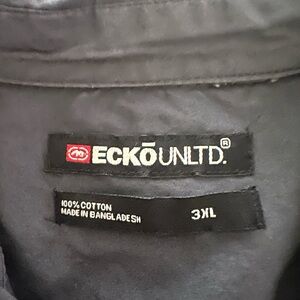 ECKŌUNLTD.®
100% COTTON
MADE IN BANGLADESH
3XL